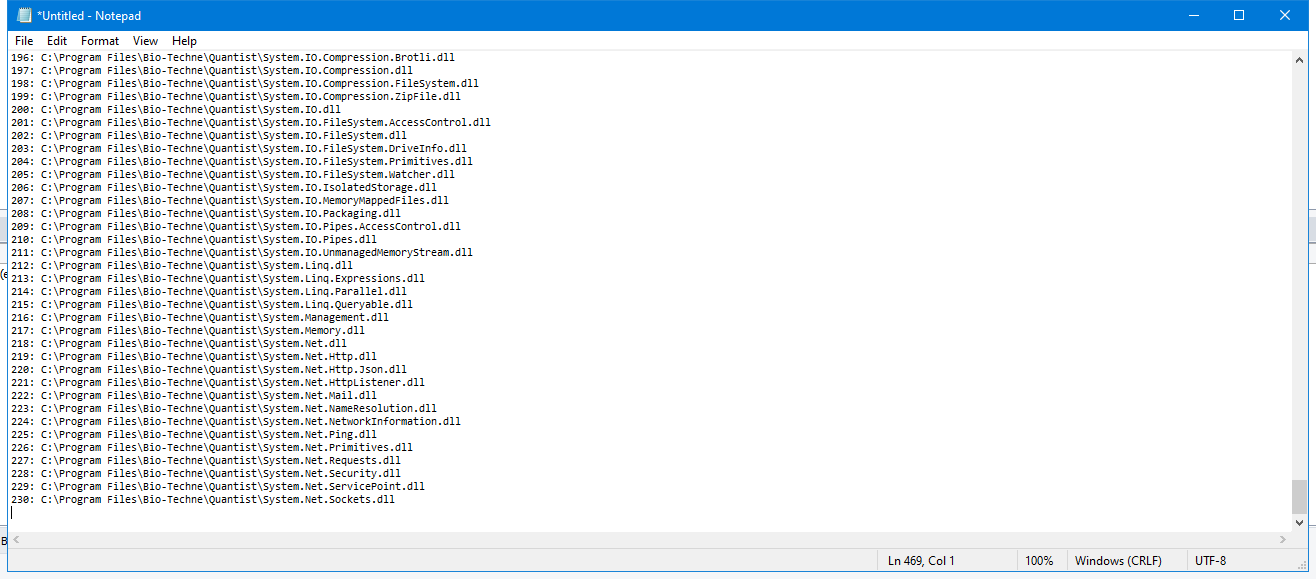 *Untitled - Notepad
File Edit Format View Help
196: C:\Program Files\Bio-Techne\Quantist\System.IO.Compression.Brotli.dll
197: C:\Program Files\Bio-Techne\Quantist\System.IO.Compression.dll
198: C:\Program Files\Bio-Techne\Quantist\System.IO.Compression.FileSystem.dll
199: C:\Program Files\Bio-Techne\Quantist\System.IO.Compression.ZipFile.dll
200: C:\Program Files\Bio-Techne\Quantist\System.IO.dll
201: C:\Program Files\Bio-Techne\Quantist\System.IO.FileSystem.AccessControl.dll
202: C:\Program Files\Bio-Techne\Quantist\System.IO.FileSystem.dll
203: C:\Program Files\Bio-Techne\Quantist\System.IO.FileSystem.DriveInfo.dll
204: C:\Program Files\Bio-Techne\Quantist\System.IO.FileSystem.Primitives.dll
205: C:\Program Files\Bio-Techne\Quantist\System.IO.FileSystem.Watcher.dll
206: C:\Program Files\Bio-Techne\Quantist\System.IO.IsolatedStorage.dll
207: C:\Program Files\Bio-Techne\Quantist\System.IO.MemoryMappedFiles.dll
208: C:\Program Files\Bio-Techne\Quantist\System.IO.Packaging.dll
209: C:\Program Files\Bio-Techne\Quantist\System.IO.Pipes.AccessControl.dll
210: C:\Program Files\Bio-Techne\Quantist\System.IO.Pipes.dll
211: C:\Program Files\Bio-Techne\Quantist\System.IO.UnmanagedMemoryStream.dll
212: C:\Program Files\Bio-Techne\Quantist\System.Linq.dll
213: C:\Program Files\Bio-Techne\Quantist\System.Linq.Expressions.dll
214: C:\Program Files\Bio-Techne\Quantist\System.Linq.Parallel.dll
215: C:\Program Files\Bio-Techne\Quantist\System.Linq.Queryable.dll
216: C:\Program Files\Bio-Techne\Quantist\System.Management.dll
217: C:\Program Files\Bio-Techne\Quantist\System.Memory.dll
218: C:\Program Files\Bio-Techne\Quantist\System.Net.dll
219: C:\Program Files\Bio-Techne\Quantist\System.Net.Http.dll
220: C:\Program Files\Bio-Techne\Quantist\System.Net.Http.Json.dll
221: C:\Program Files\Bio-Techne\Quantist\System.Net.HttpListener.dll
222: C:\Program Files\Bio-Techne\Quantist\System.Net.Mail.dll
223: C:\Program Files\Bio-Techne\Quantist\System.Net.NameResolution.dll
224: C:\Program Files\Bio-Techne\Quantist\System.Net.NetworkInformation.dll
225: C:\Program Files\Bio-Techne\Quantist\System.Net.Ping.dll
226: C:\Program Files\Bio-Techne\Quantist\System.Net.Primitives.dll
227: C:\Program Files\Bio-Techne\Quantist\System.Net.Requests.dll
228: C:\Program Files\Bio-Techne\Quantist\System.Net.Security.dll
229: C:\Program Files\Bio-Techne\Quantist\System.Net.ServicePoint.dll
230: C:\Program Files\Bio-Techne\Quantist\System.Net.Sockets.dll
Ln 469, Col 1 100% Windows (CRLF) UTF-8